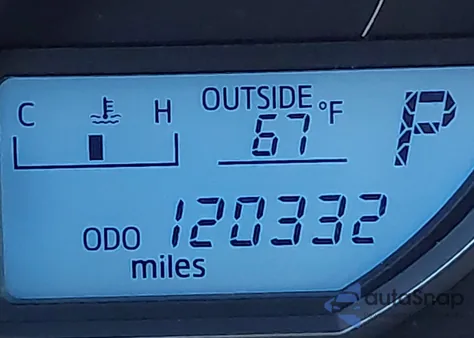 C H OUTSIDE °F P
67
ODO 120332
miles
autoSnap